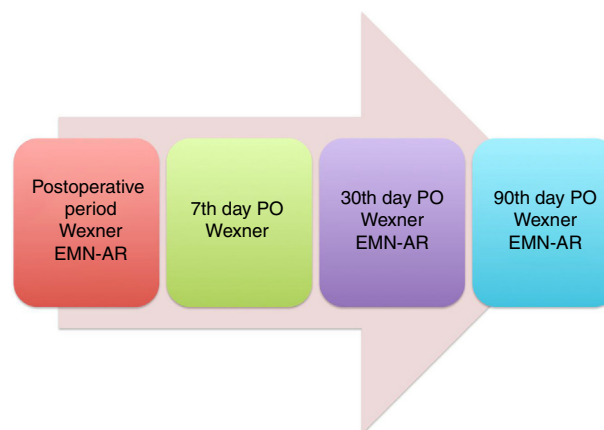 Postoperative
period
Wexner
EMN-AR
7th day PO
Wexner
30th day PO
Wexner
EMN-AR
90th day PO
Wexner
EMN-AR